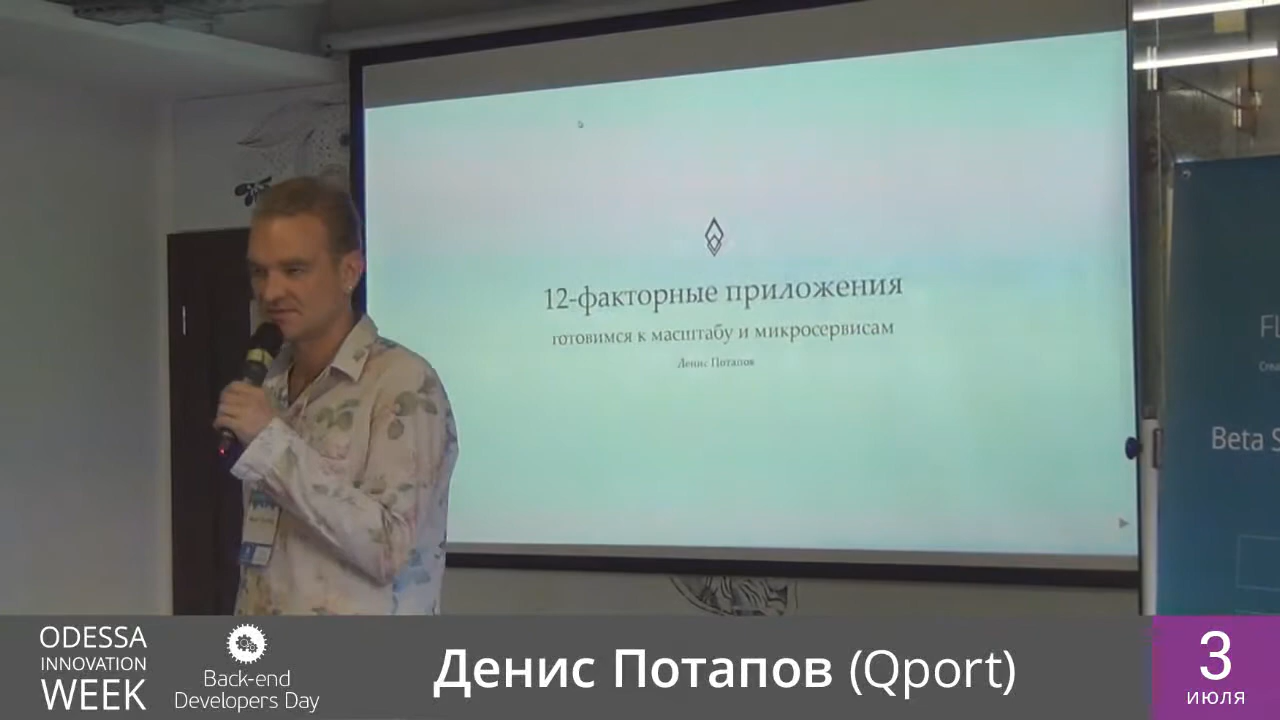 12-факторные приложения
готовимся к масштабу и микросервисам
Денис Потапов
Beta
ODESSA
INNOVATION
WEEK
Back-end
Developers Day
Денис Потапов (Qport)
3
июля